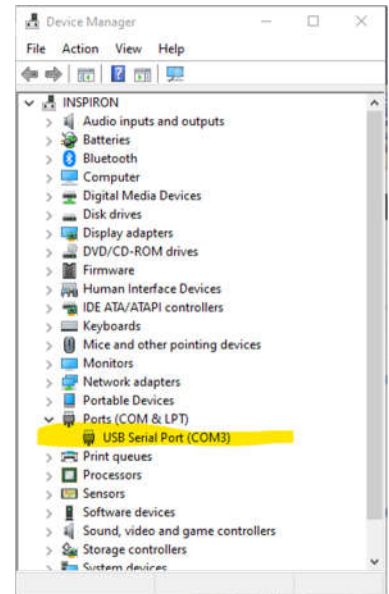 Device Manager
File Action View Help
INSPIRON
Audio inputs and outputs
Batteries
Bluetooth
Computer
Digital Media Devices
Disk drives
Display adapters
DVD/CD-ROM drives
Firmware
Human Interface Devices
IDE ATA/ATAPI controllers
Keyboards
Mice and other pointing devices
Monitors
Network adapters
Portable Devices
Ports (COM & LPT)
USB Serial Port (COM3)
Print queues
Processors
Sensors
Software devices
Sound, video and game controllers
Storage controllers
System devices